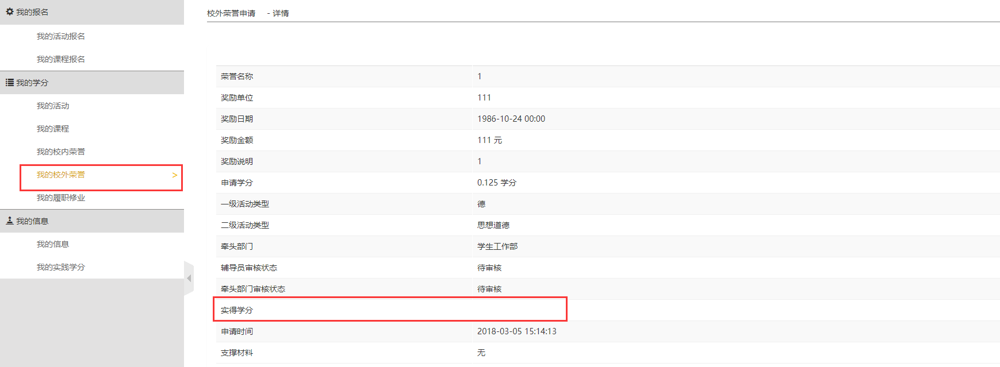 我的报名
我的活动报名
我的课程报名
我的学分
我的活动
我的课程
我的校内荣誉
我的校外荣誉 >
我的履职修业
我的信息
我的信息
我的实践学分
校外荣誉申请 - 详情
荣誉名称 1
奖励单位 111
奖励日期 1986-10-24 00:00
奖励金额 111 元
奖励说明 1
申请学分 0.125 学分
一级活动类型 德
二级活动类型 思想道德
牵头部门 学生工作部
辅导员审核状态 待审核
牵头部门审核状态 待审核
实得学分
申请时间 2018-03-05 15:14:13
支撑材料 无